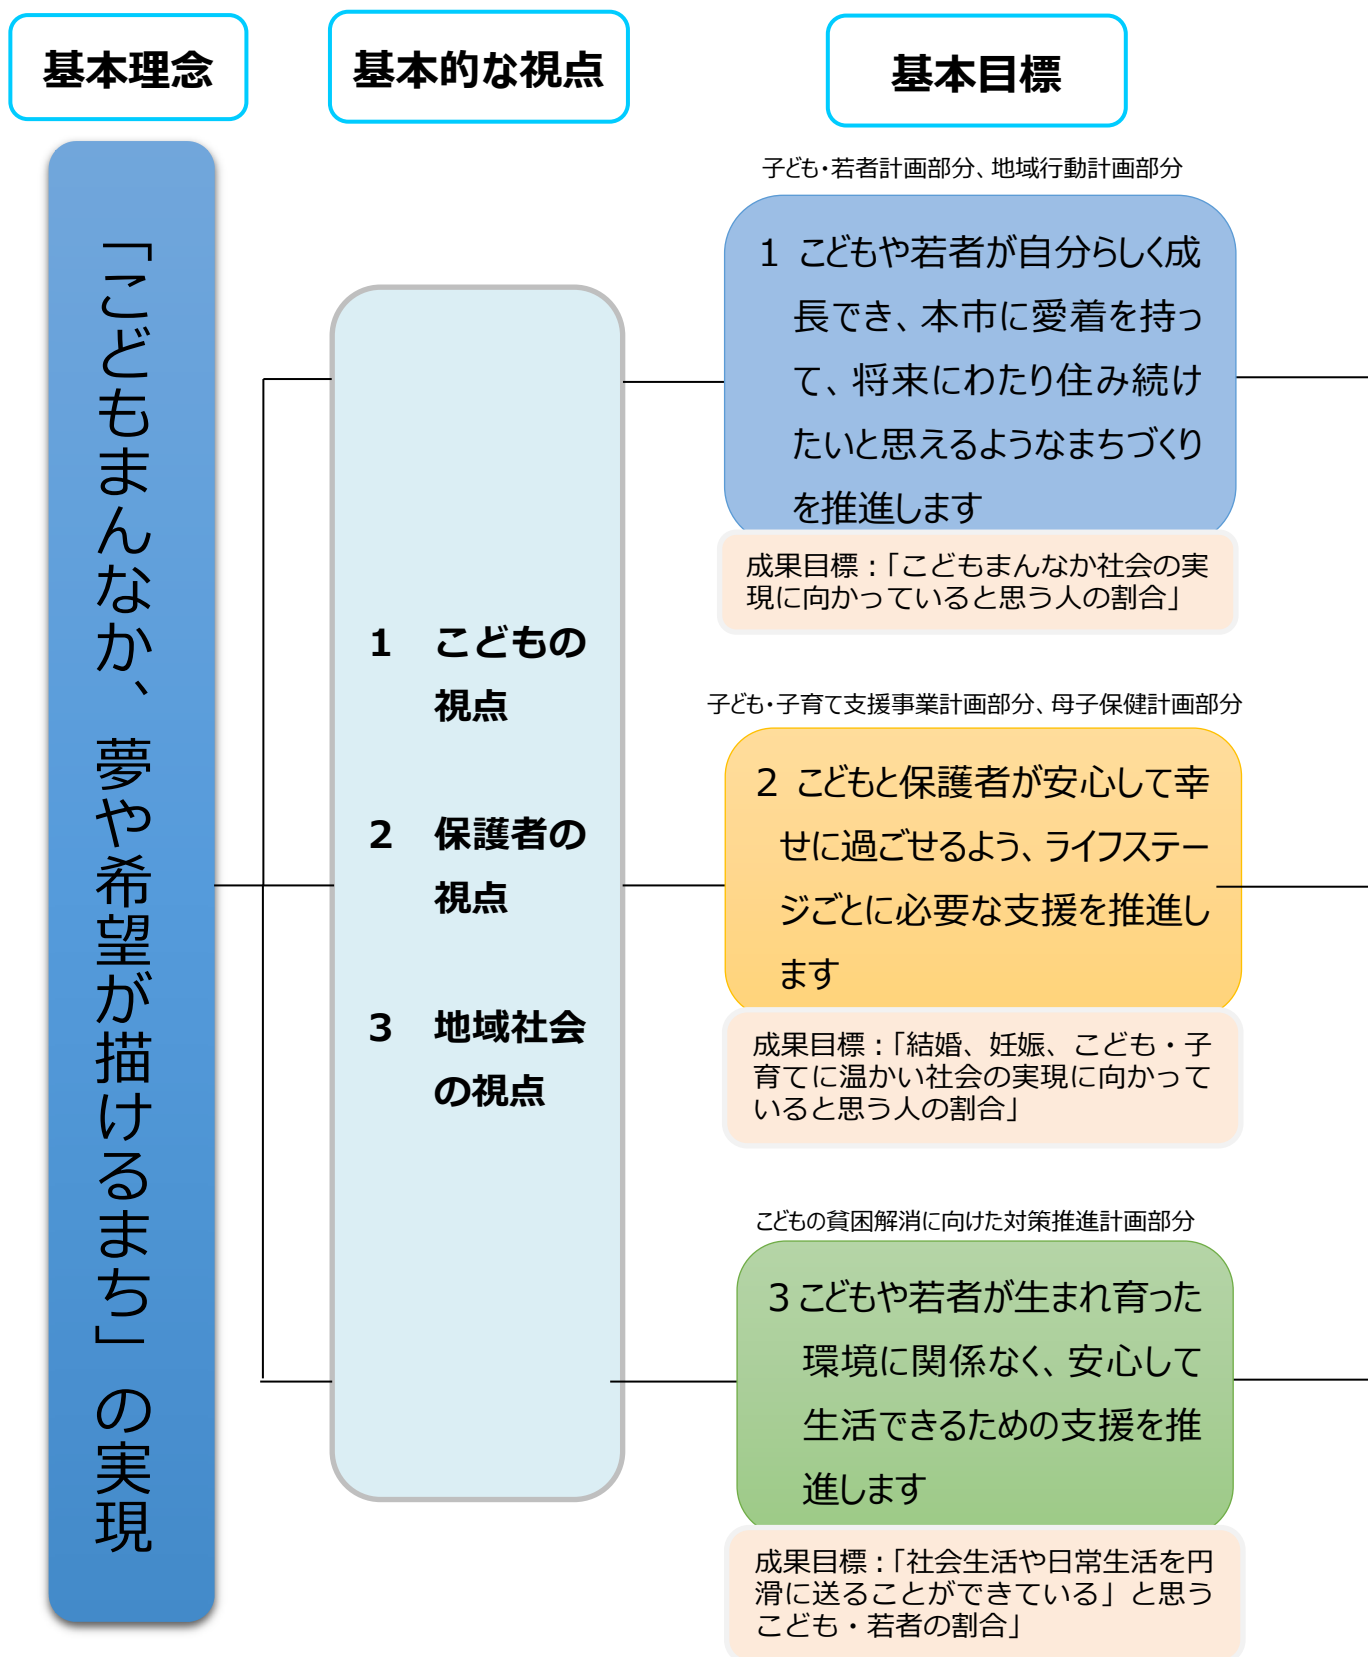 基本理念
基本的な視点
基本目標
「こどもまんなか、夢や希望が描けるまち」の実現
1 こどもの
視点
2 保護者の
視点
3 地域社会
の視点
子ども・若者計画部分、地域行動計画部分
1 こどもや若者が自分らしく成
長でき、本市に愛着を持っ
て、将来にわたり住み続け
たいと思えるようなまちづくり
を推進します
成果目標：「こどもまんなか社会の実
現に向かっていると思う人の割合」
子ども・子育て支援事業計画部分、母子保健計画部分
2 こどもと保護者が安心して幸
せに過ごせるよう、ライフステー
ジごとに必要な支援を推進し
ます
成果目標：「結婚、妊娠、こども・子
育てに温かい社会の実現に向かって
いると思う人の割合」
こどもの貧困解消に向けた対策推進計画部分
3 こどもや若者が生まれ育った
環境に関係なく、安心して
生活できるための支援を推
進します
成果目標：「社会生活や日常生活を円
滑に送ることができている」と思う
こども・若者の割合」